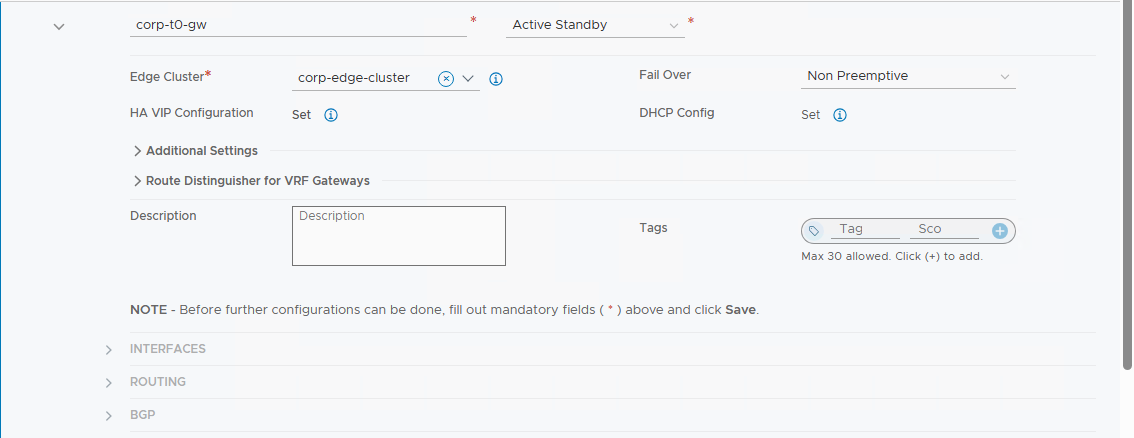 corp-t0-gw * Active Standby *
Edge Cluster* corp-edge-cluster Fail Over Non Preemptive
HA VIP Configuration Set DHCP Config Set
Additional Settings
Route Distinguisher for VRF Gateways
Description Description Tags Tag Sco
Max 30 allowed. Click (+) to add.
NOTE - Before further configurations can be done, fill out mandatory fields ( * ) above and click Save.
INTERFACES
ROUTING
BGP